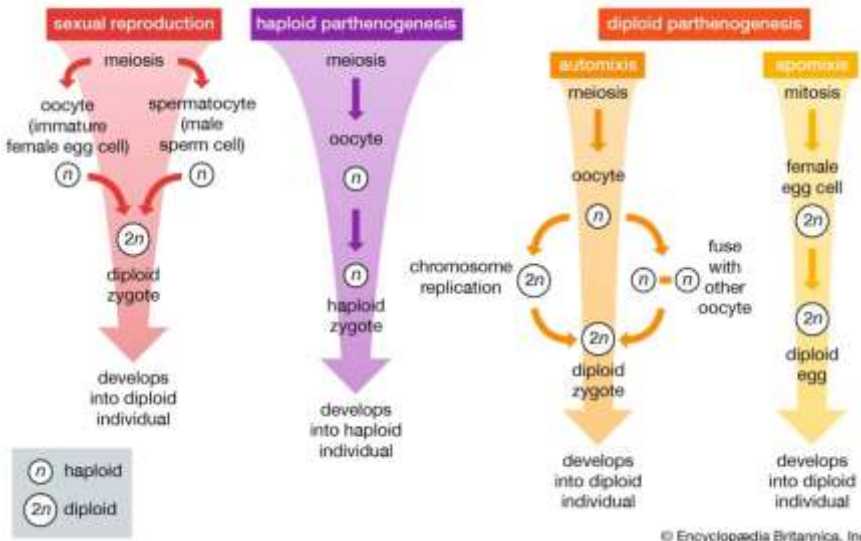 sexual reproduction
meiosis
oocyte
(immature
female egg cell)
n
spermatocyte
(male
sperm cell)
n
2n
diploid
zygote
develops
into diploid
individual
haploid parthenogenesis
meiosis
oocyte
n
n
haploid
zygote
develops
into haploid
individual
diploid parthenogenesis
automixis
meiosis
oocyte
n
chromosome
replication
2n
n
n
fuse
with
other
oocyte
2n
diploid
zygote
develops
into diploid
individual
apomixis
mitosis
female
egg cell
2n
2n
diploid
egg
develops
into diploid
individual
n haploid
2n diploid
© Encyclopædia Britannica, Inc